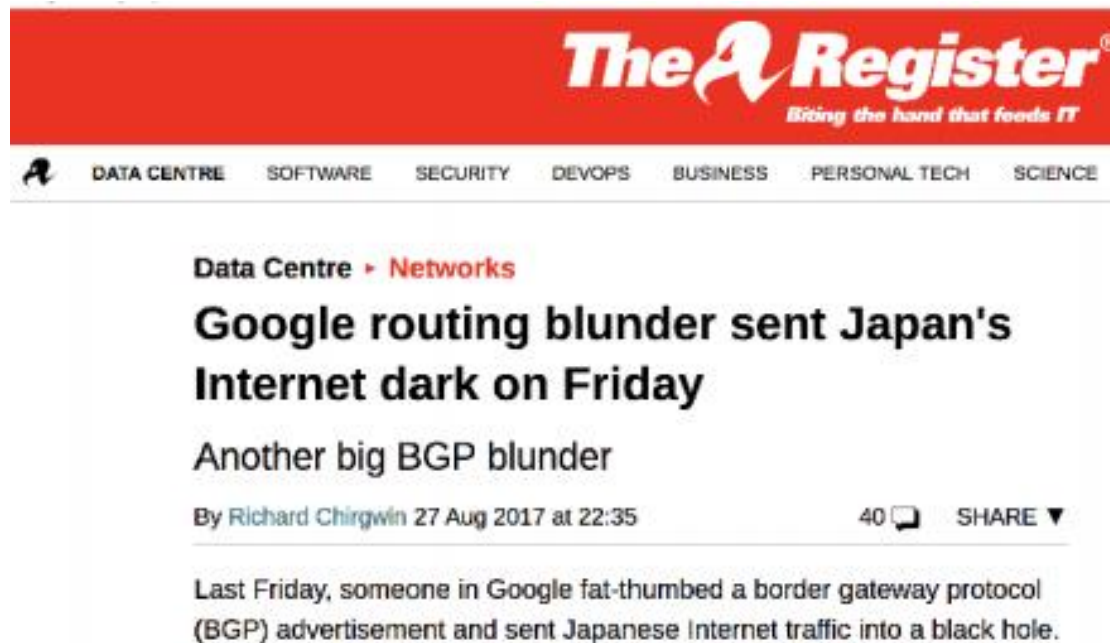 The Register®
Biting the hand that feeds IT
DATA CENTRE SOFTWARE SECURITY DEVOPS BUSINESS PERSONAL TECH SCIENCE
Data Centre ▸ Networks
Google routing blunder sent Japan's
Internet dark on Friday
Another big BGP blunder
By Richard Chirgwin 27 Aug 2017 at 22:35 40 SHARE ▼
Last Friday, someone in Google fat-thumbed a border gateway protocol
(BGP) advertisement and sent Japanese Internet traffic into a black hole.